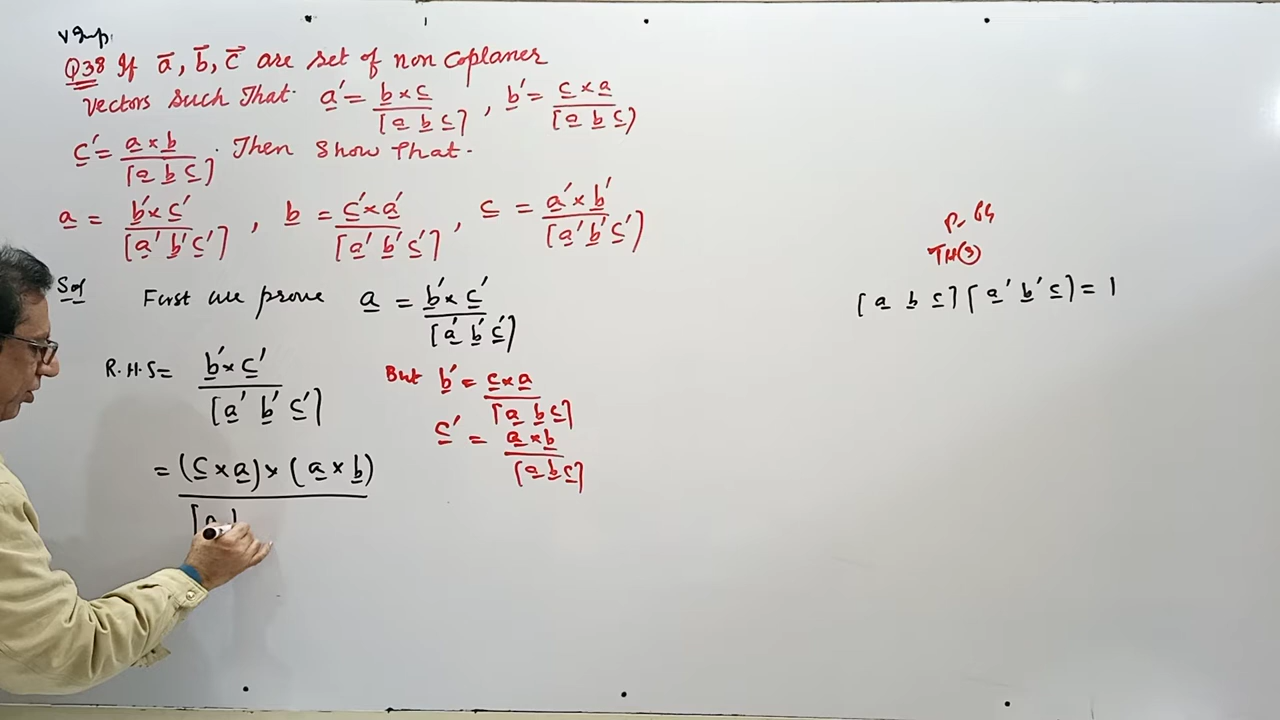 V Imp.
Q38 If a⃗, b⃗, c⃗ are set of non coplaner
vectors such That a' = b × c / [a b c] , b' = c × a / [a b c]
c' = a × b / [a b c] . Then Show That.
a = b' × c' / [a' b' c'] , b = c' × a' / [a' b' c'] , c = a' × b' / [a' b' c']
Sol First we prove a = b' × c' / [a' b' c']
R.H.S = b' × c' / [a' b' c']
But b' = c × a / [a b c]
c' = a × b / [a b c]
= (c × a) × (a × b) / [a
P-64
TH(3)
[a b c] [a' b' c] = 1